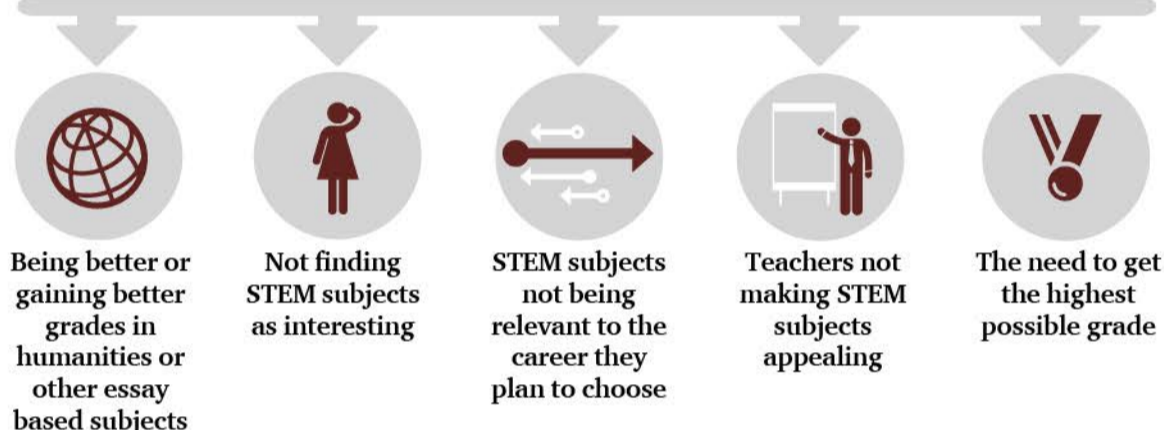 Being better or
gaining better
grades in
humanities or
other essay
based subjects
Not finding
STEM subjects
as interesting
STEM subjects
not being
relevant to the
career they
plan to choose
Teachers not
making STEM
subjects
appealing
The need to get
the highest
possible grade